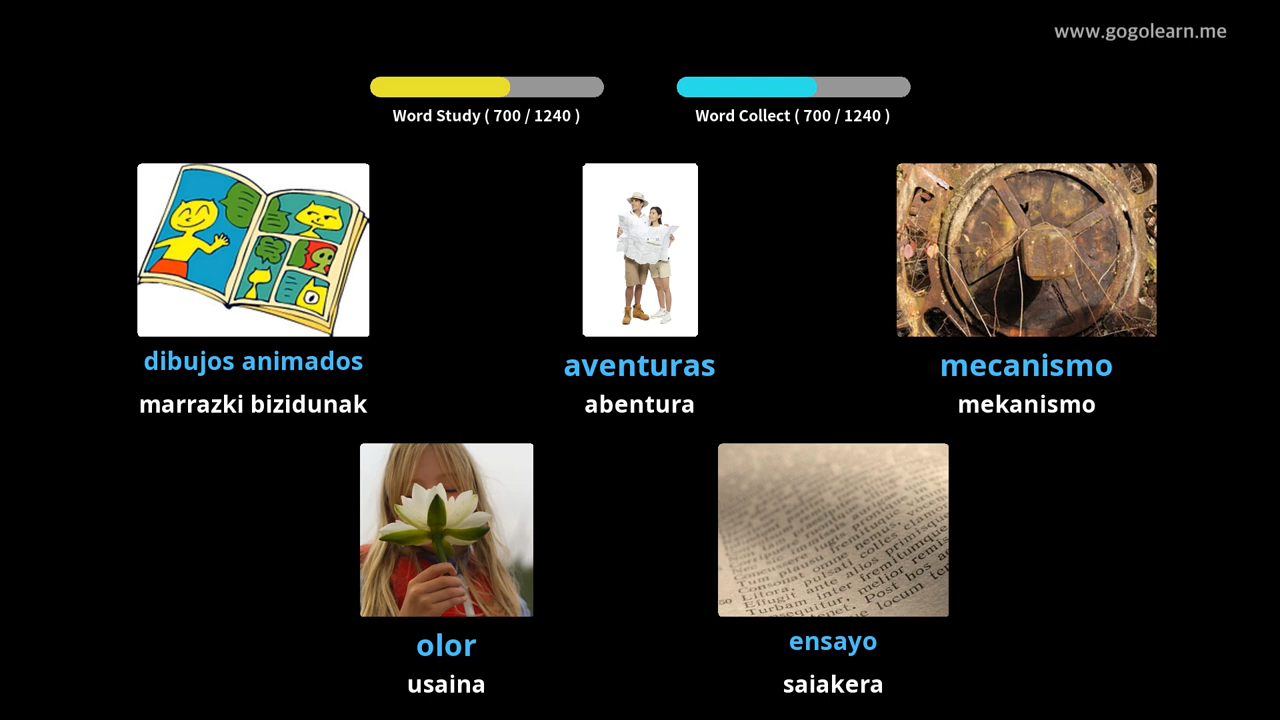 www.gogolearn.me
Word Study ( 700 / 1240 )
Word Collect ( 700 / 1240 )
dibujos animados
marrazki bizidunak
aventuras
abentura
mecanismo
mekanismo
olor
usaina
ensayo
saiakera